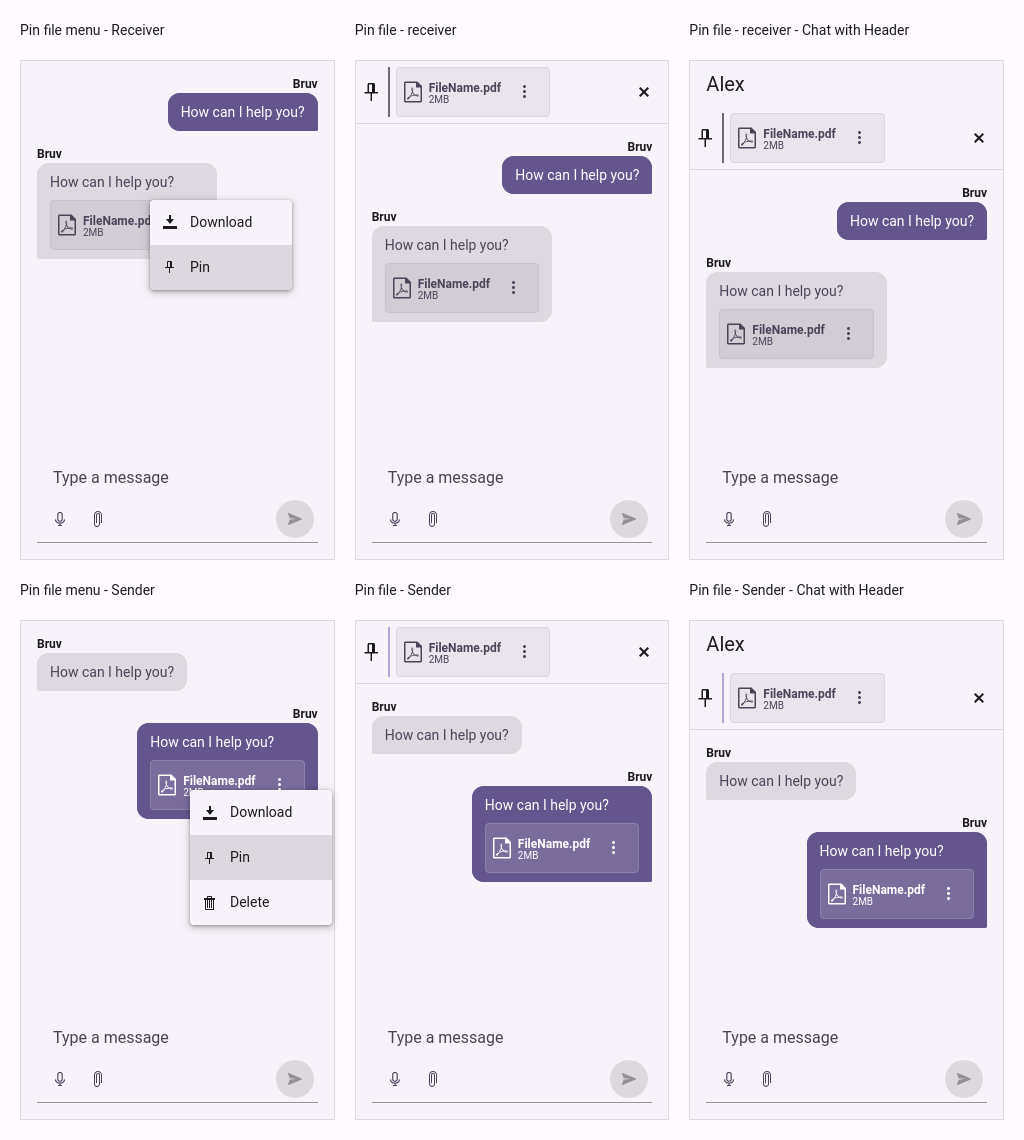 Pin file menu - Receiver
Bruv
How can I help you?
Bruv
How can I help you?
FileName.pd
2MB
Download
Pin
Type a message
Pin file - receiver
FileName.pdf
2MB
Bruv
How can I help you?
Bruv
How can I help you?
FileName.pdf
2MB
Type a message
Pin file - receiver - Chat with Header
Alex
FileName.pdf
2MB
Bruv
How can I help you?
Bruv
How can I help you?
FileName.pdf
2MB
Type a message
Pin file menu - Sender
Bruv
How can I help you?
Bruv
How can I help you?
FileName.pdf
2MB
Download
Pin
Delete
Type a message
Pin file - Sender
FileName.pdf
2MB
Bruv
How can I help you?
Bruv
How can I help you?
FileName.pdf
2MB
Type a message
Pin file - Sender - Chat with Header
Alex
FileName.pdf
2MB
Bruv
How can I help you?
Bruv
How can I help you?
FileName.pdf
2MB
Type a message